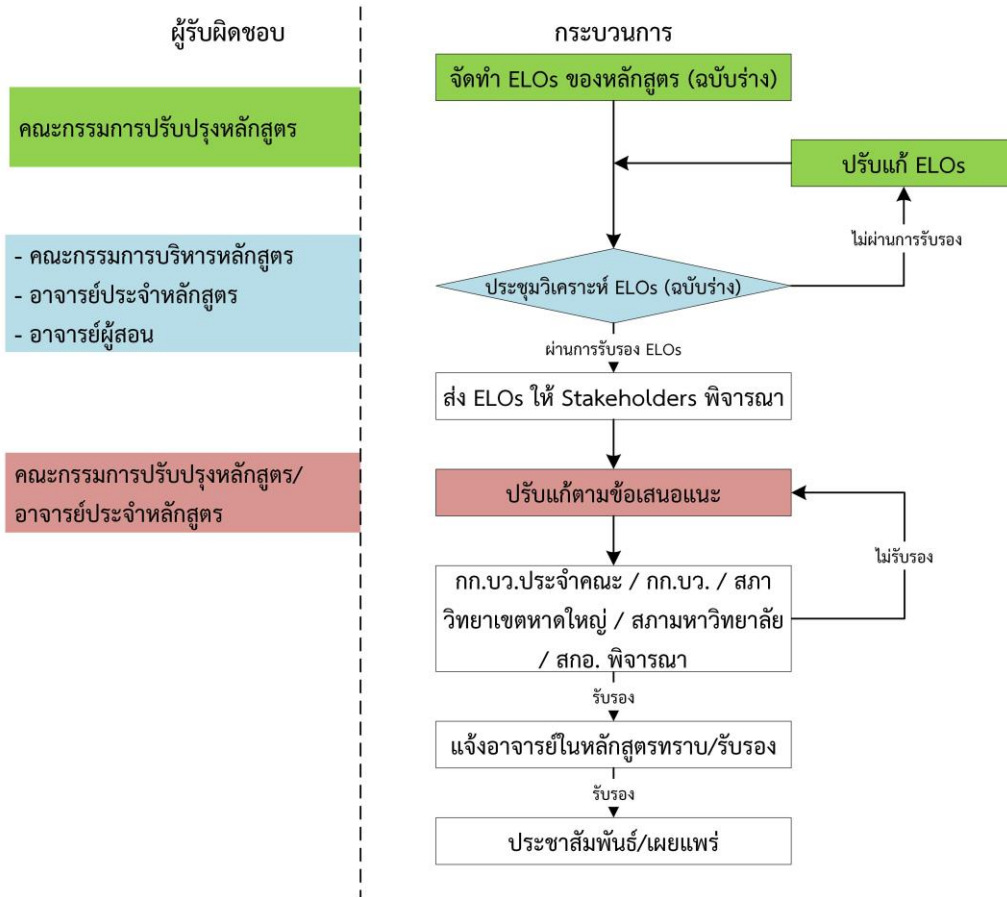 ผู้รับผิดชอบ
กระบวนการ
จัดทำ ELOs ของหลักสูตร (ฉบับร่าง)
คณะกรรมการปรับปรุงหลักสูตร
ปรับแก้ ELOs
ไม่ผ่านการรับรอง
- คณะกรรมการบริหารหลักสูตร
- อาจารย์ประจำหลักสูตร
- อาจารย์ผู้สอน
ประชุมวิเคราะห์ ELOs (ฉบับร่าง)
ผ่านการรับรอง ELOs
ส่ง ELOs ให้ Stakeholders พิจารณา
คณะกรรมการปรับปรุงหลักสูตร/
อาจารย์ประจำหลักสูตร
ปรับแก้ตามข้อเสนอแนะ
ไม่รับรอง
กก.บว.ประจำคณะ / กก.บว. / สภา
วิทยาเขตหาดใหญ่ / สภามหาวิทยาลัย
/ สกอ. พิจารณา
รับรอง
แจ้งอาจารย์ในหลักสูตรทราบ/รับรอง
รับรอง
ประชาสัมพันธ์/เผยแพร่